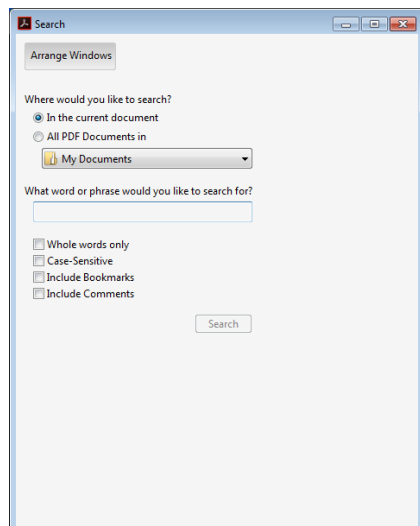 Search
Arrange Windows
Where would you like to search?
In the current document
All PDF Documents in
My Documents
What word or phrase would you like to search for?
Whole words only
Case-Sensitive
Include Bookmarks
Include Comments
Search